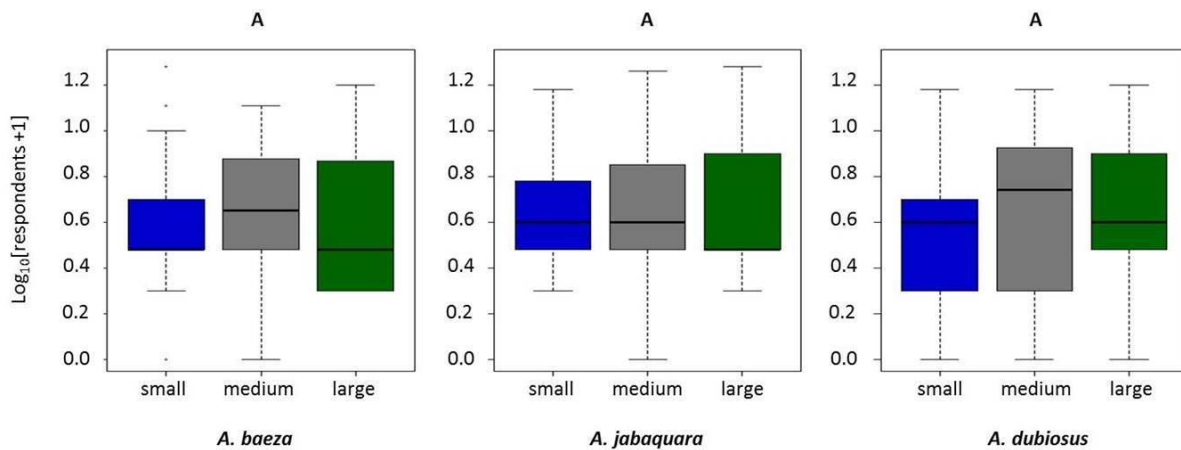 A A A
Log10[respondents +1]
1.2 1.2 1.2
1.0 1.0 1.0
0.8 0.8 0.8
0.6 0.6 0.6
0.4 0.4 0.4
0.2 0.2 0.2
0.0 0.0 0.0
small medium large small medium large small medium large
A. baeza A. jabaquara A. dubiosus